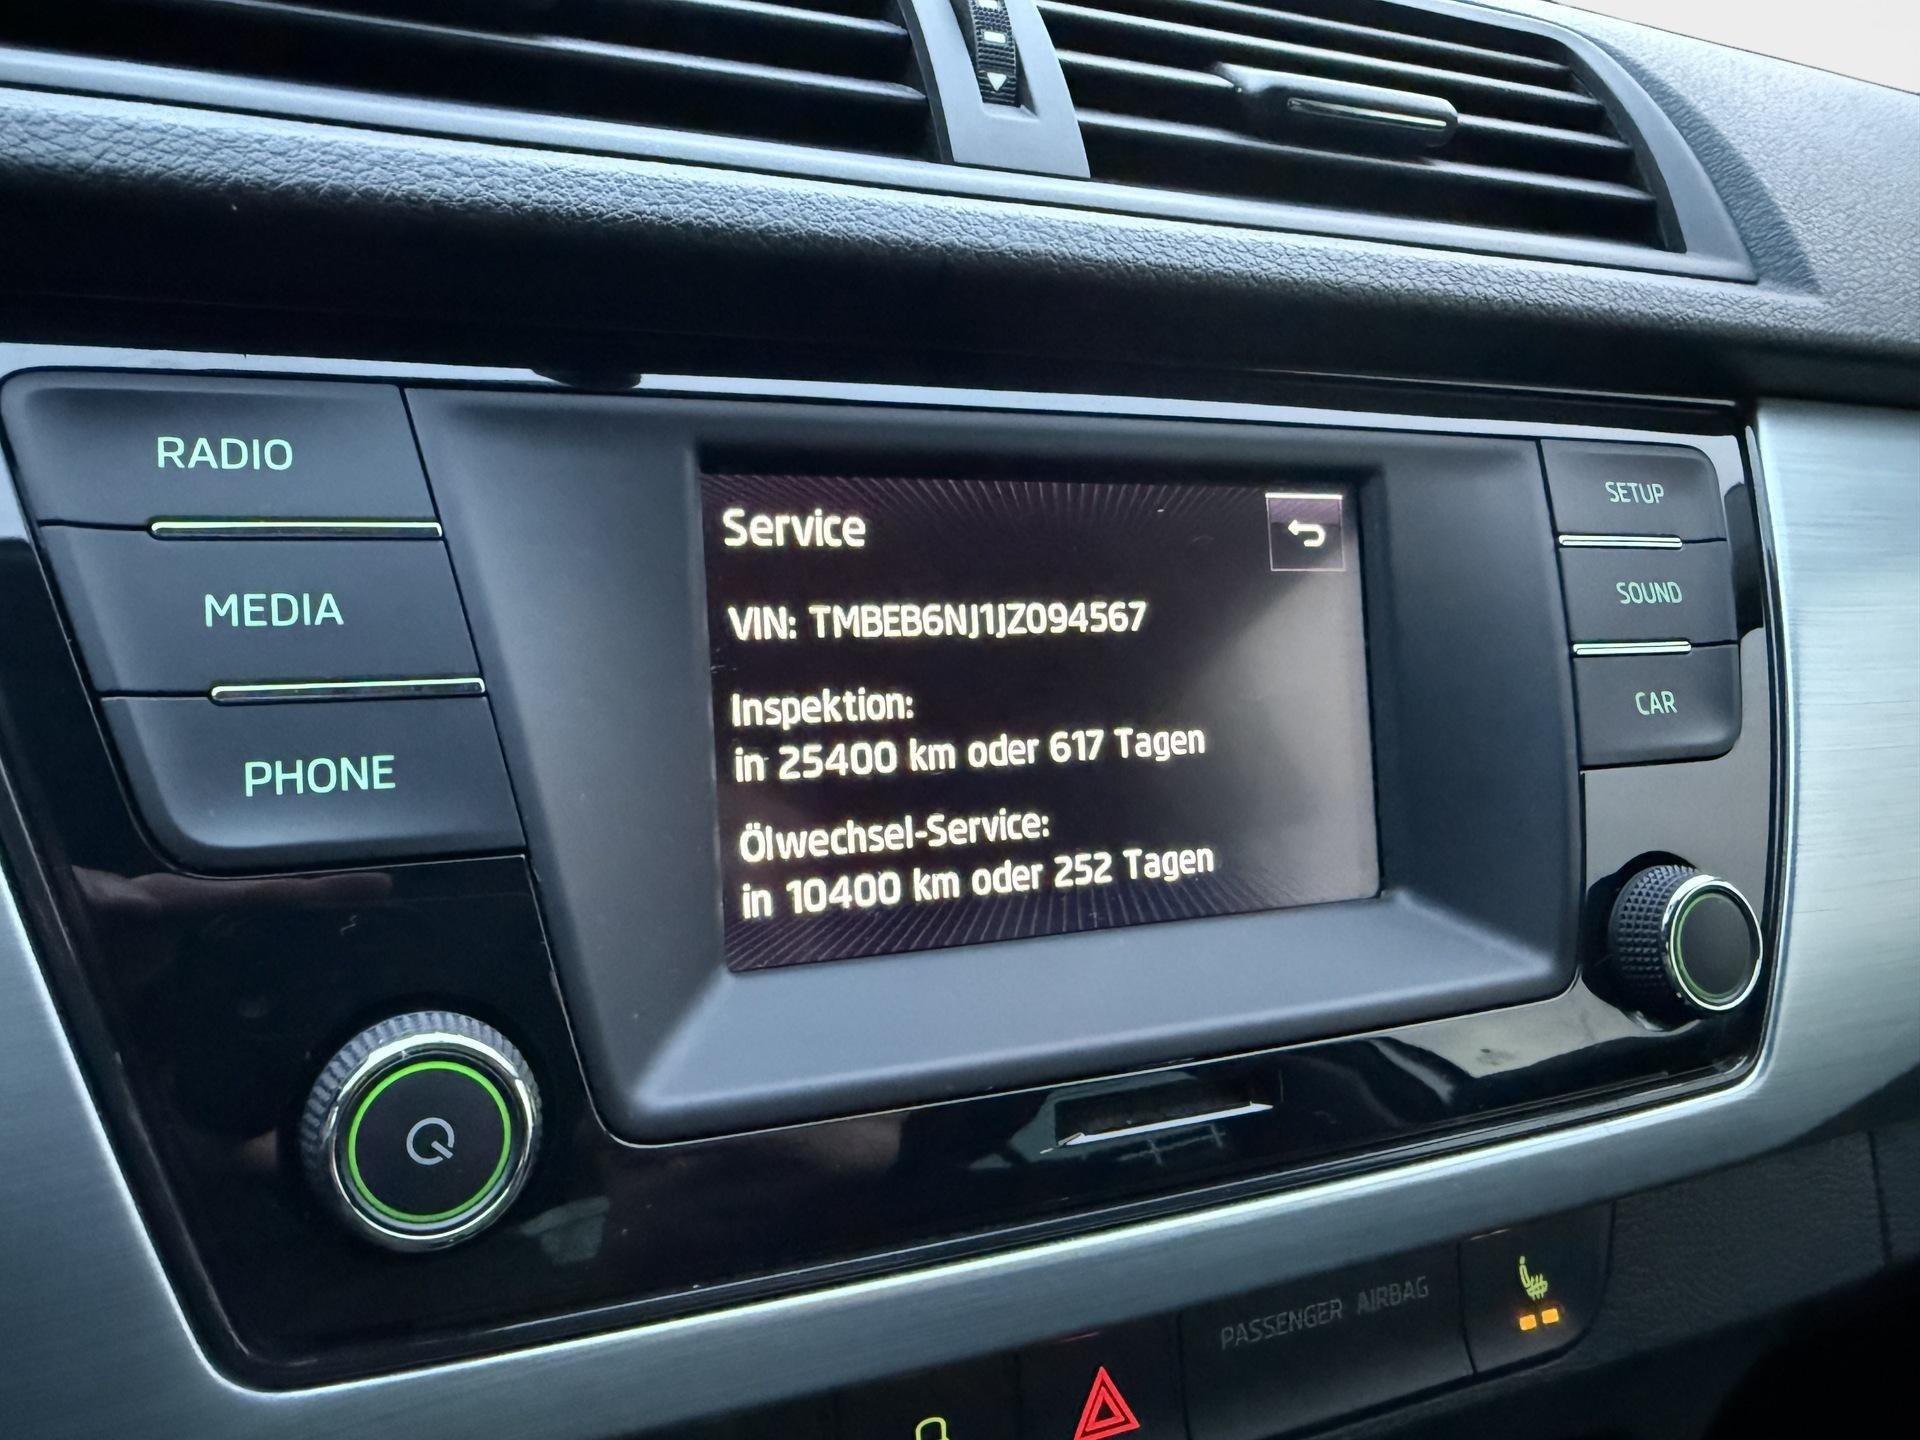 RADIO
MEDIA
PHONE
Service
VIN: TMBEB6NJ1JZ094567
Inspektion:
in 25400 km oder 617 Tagen
Ölwechsel-Service:
in 10400 km oder 252 Tagen
SETUP
SOUND
CAR
PASSENGER AIRBAG